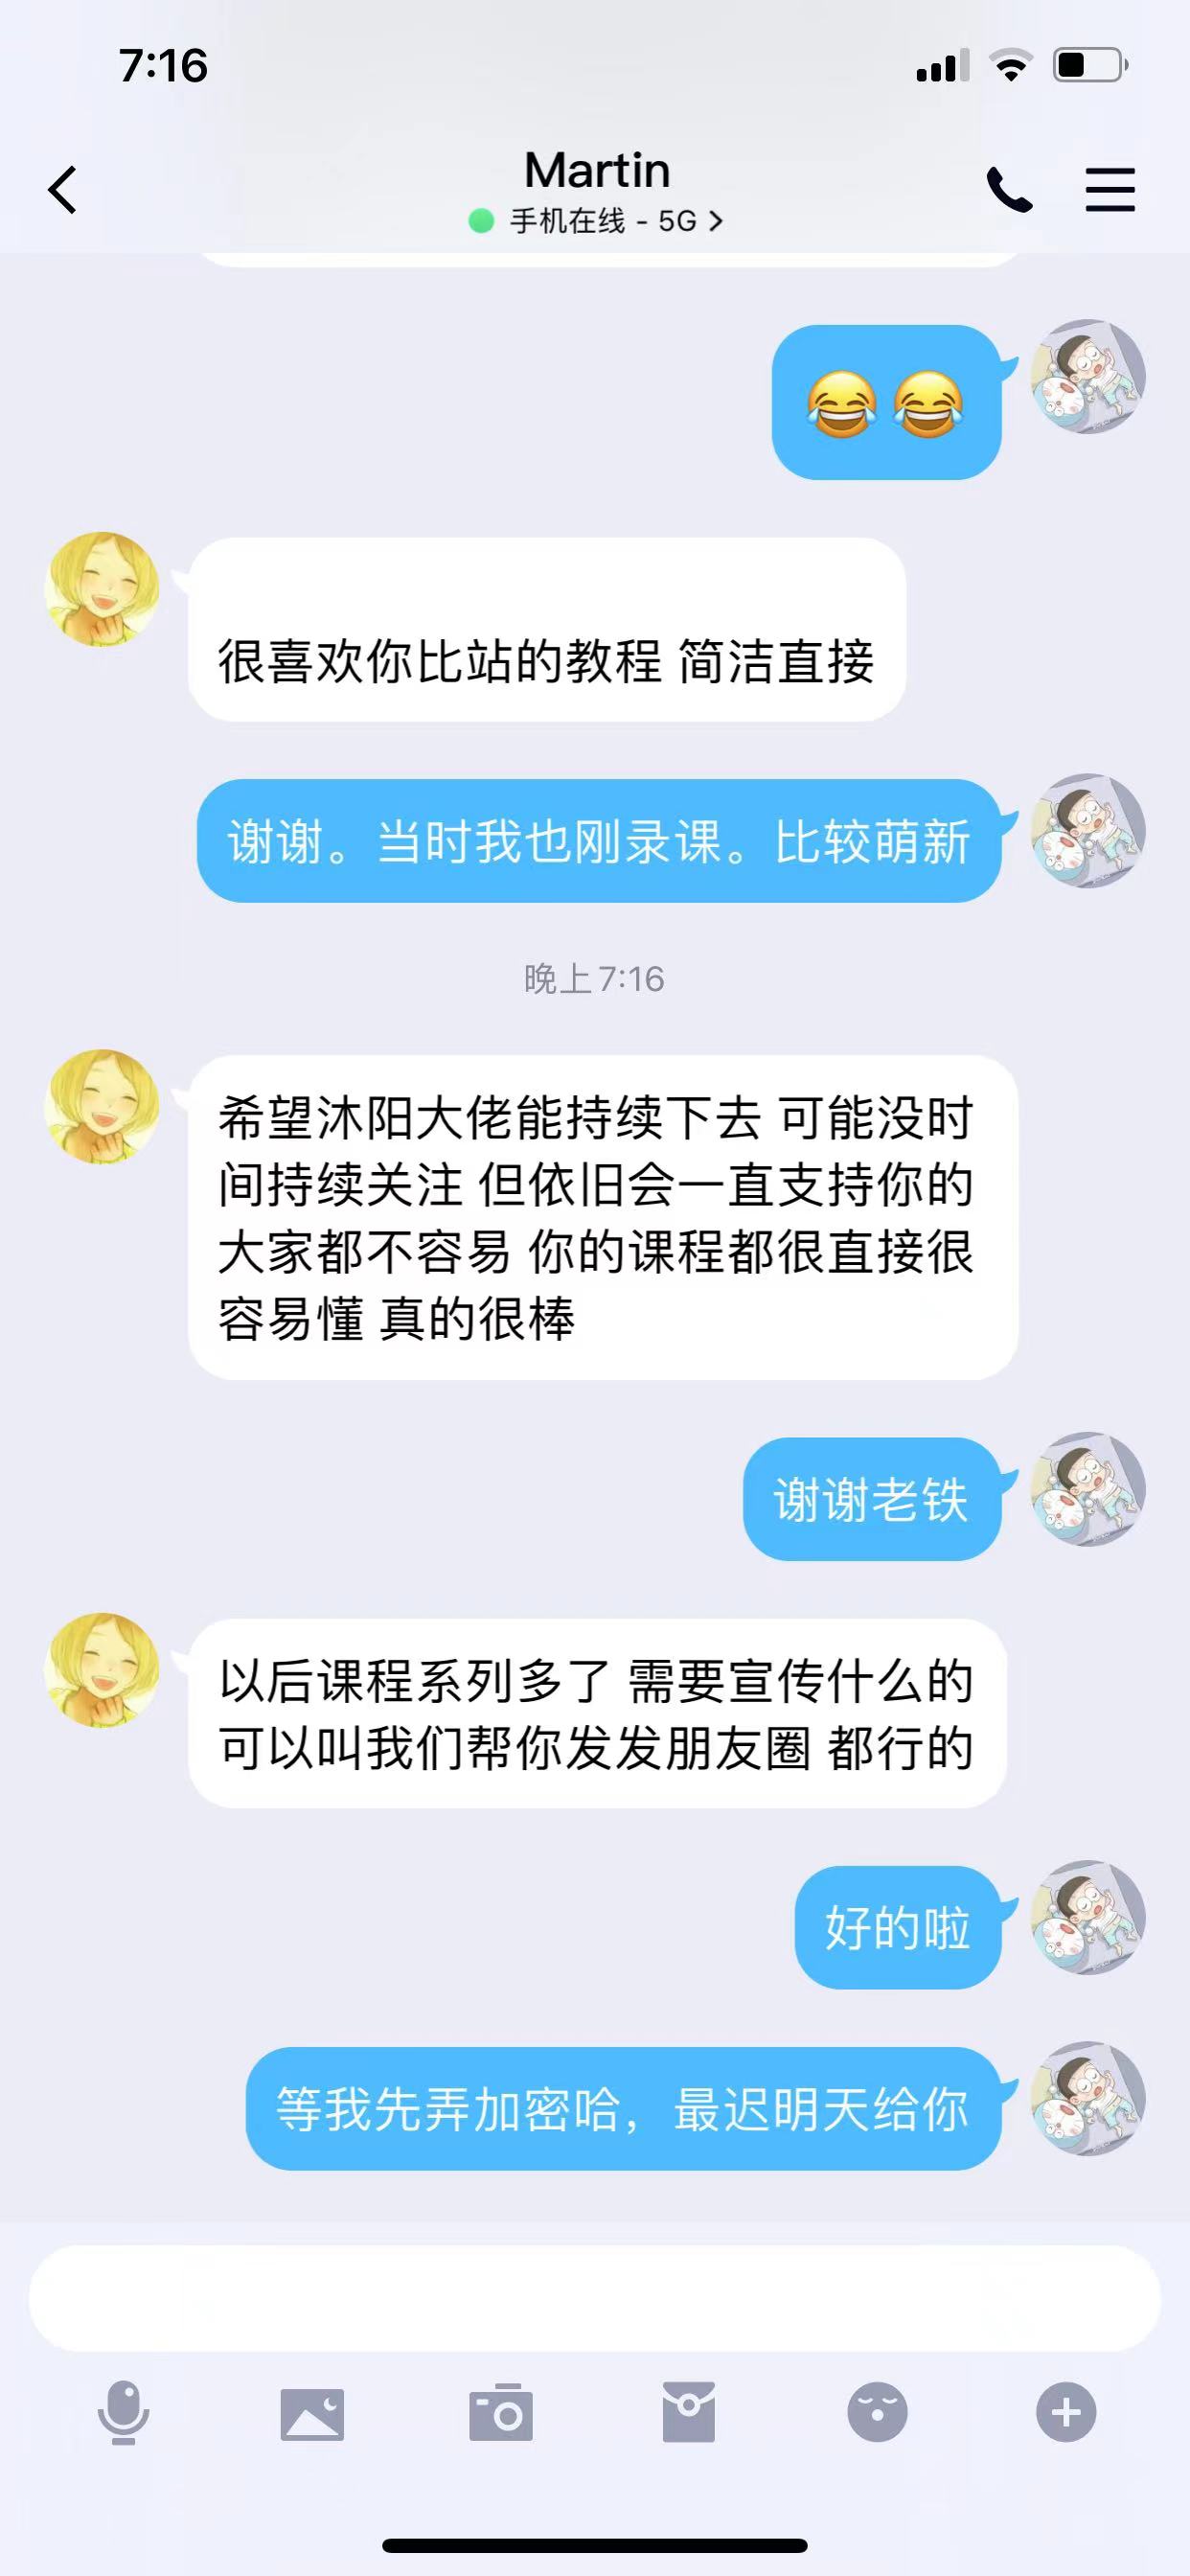 7:16
Martin
手机在线 - 5G
😂😂
很喜欢你比站的教程 简洁直接
谢谢。当时我也刚录课。比较萌新
晚上7:16
希望沐阳大佬能持续下去 可能没时
间持续关注 但依旧会一直支持你的
大家都不容易 你的课程都很直接很
容易懂 真的很棒
谢谢老铁
以后课程系列多了 需要宣传什么的
可以叫我们帮你发发朋友圈 都行的
好的啦
等我先弄加密哈，最迟明天给你